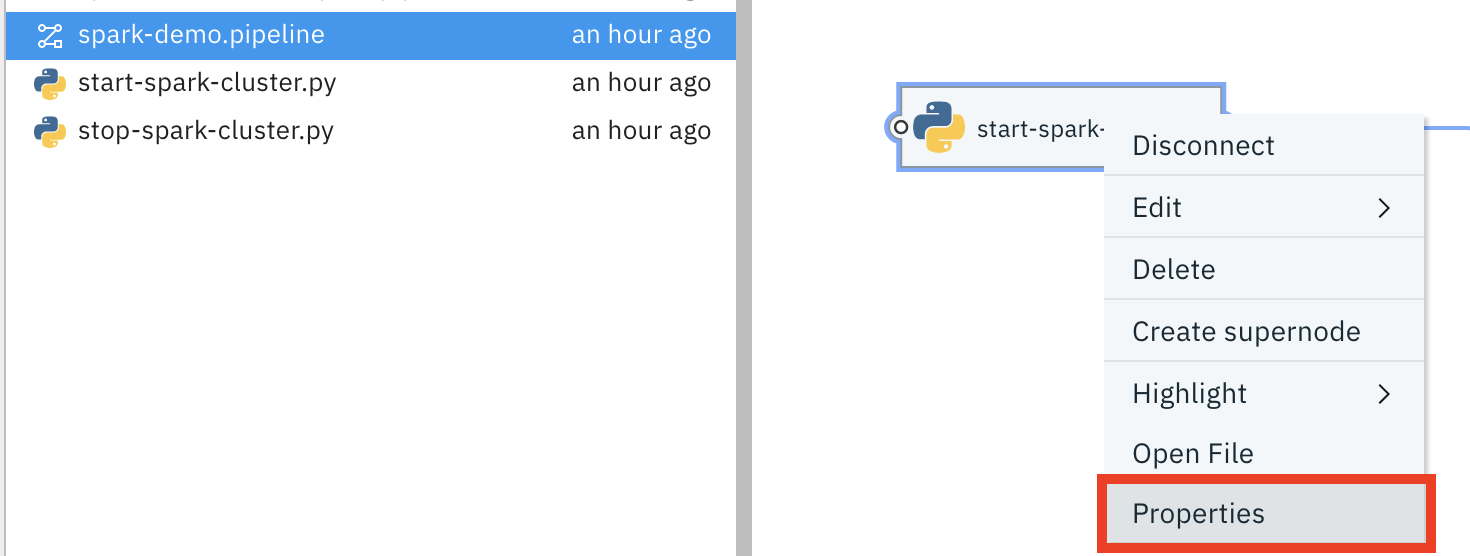 spark-demo.pipeline an hour ago
start-spark-cluster.py an hour ago
stop-spark-cluster.py an hour ago
start-spark-
Disconnect
Edit
Delete
Create supernode
Highlight
Open File
Properties